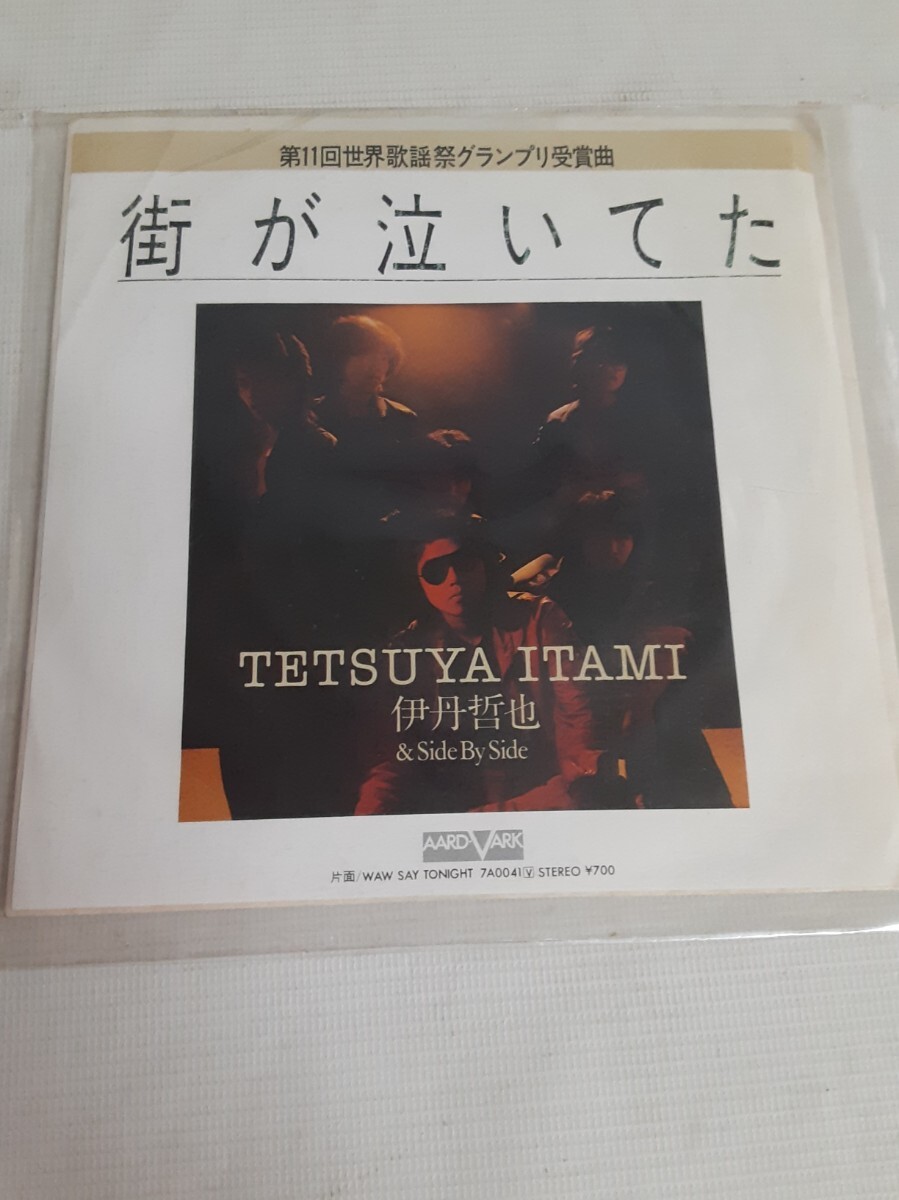 第11回世界歌謡祭グランプリ受賞曲
街が泣いてた
TETSUYA ITAMI
伊丹哲也
& Side By Side
AARD-VARK
片面/WAW SAY TONIGHT 7A0041 V STEREO ¥700